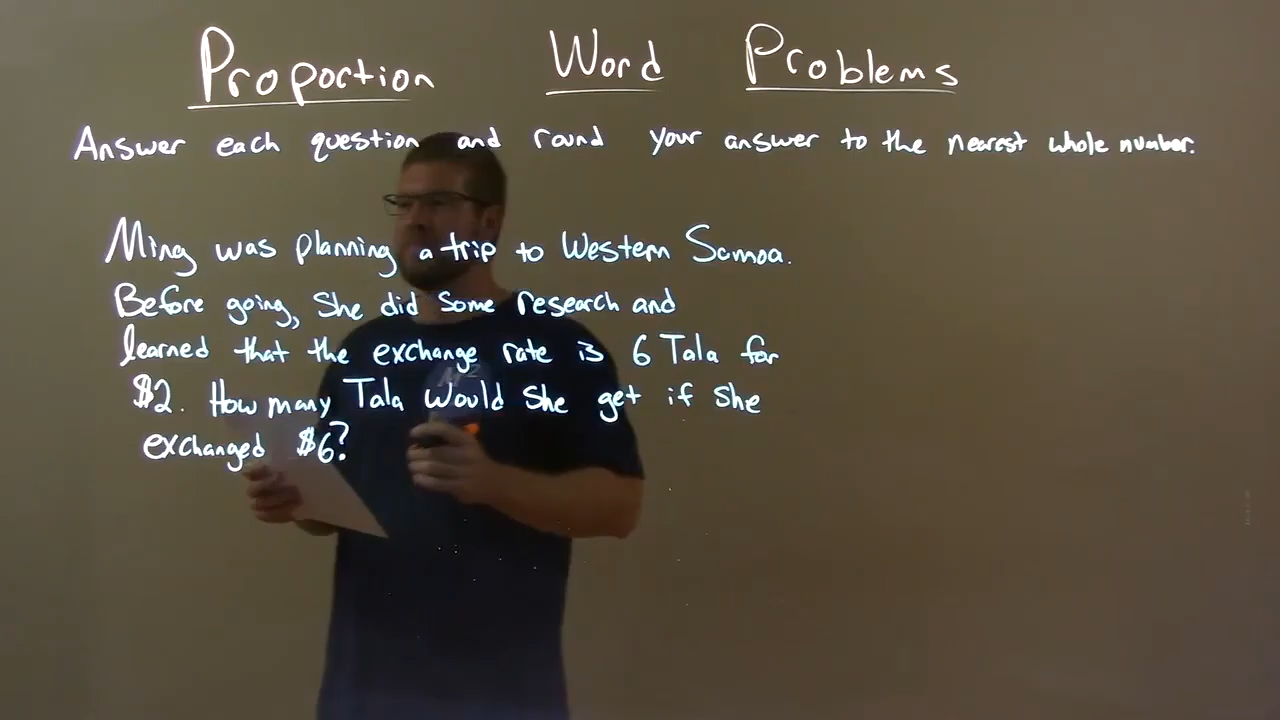 Proportion Word Problems
Answer each question and round your answer to the nearest whole number.
Ming was planning a trip to Western Samoa.
Before going, She did Some research and
learned that the exchange rate is 6 Tala for
$2. How many Tala would She get if She
exchanged $6?